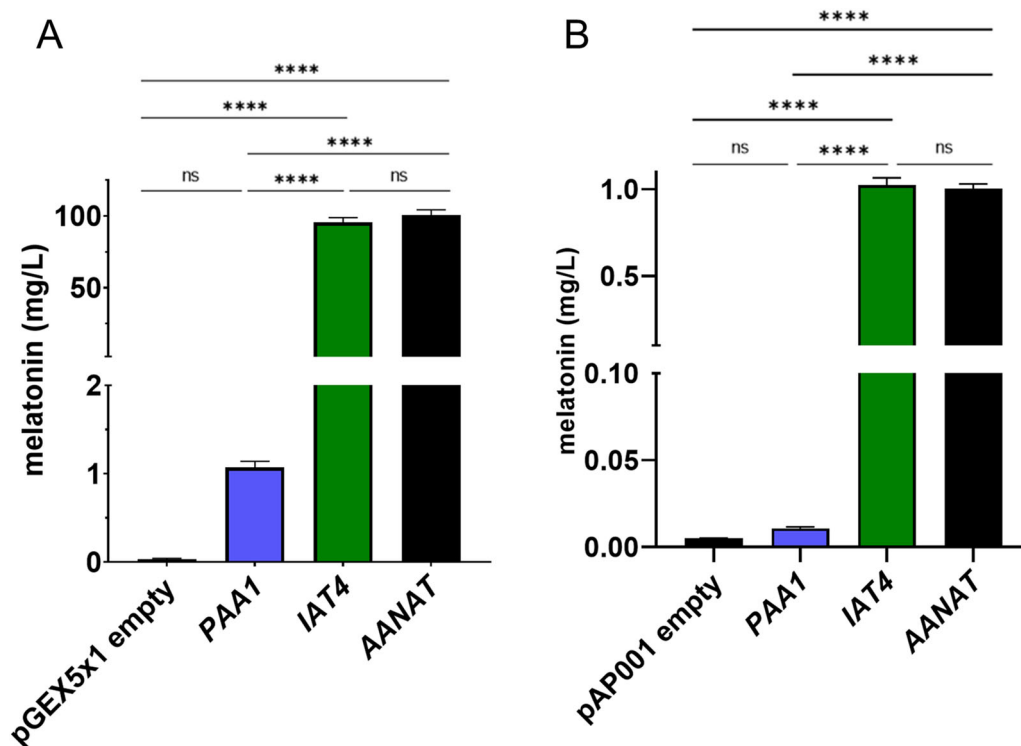 A
****
****
****
ns
****
ns
melatonin (mg/L)
100
50
2
1
0
pGEX5x1 empty
PAA1
IAT4
AANAT
B
****
****
****
ns
****
ns
melatonin (mg/L)
1.0
0.5
0.10
0.05
0.00
pAP001 empty
PAA1
IAT4
AANAT